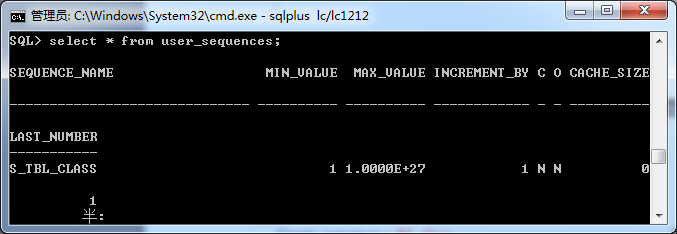 管理员: C:\Windows\System32\cmd.exe - sqlplus  lc/lc1212
SQL> select * from user_sequences;
SEQUENCE_NAME                   MIN_VALUE  MAX_VALUE INCREMENT_BY C O CACHE_SIZE
------------------------------ ---------- ---------- ------------ - - ----------
LAST_NUMBER
-----------
S_TBL_CLASS                             1 1.0000E+27            1 N N          0
          1
半: